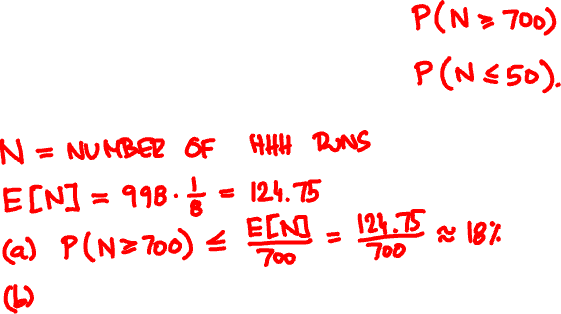 P(N ≥ 700)
P(N ≤ 50).
N = NUMBER OF HHH RUNS
E[N] = 998 · 1/8 = 124.75
(a) P(N ≥ 700) ≤ E[N]/700 = 124.75/700 ≈ 18%
(b)